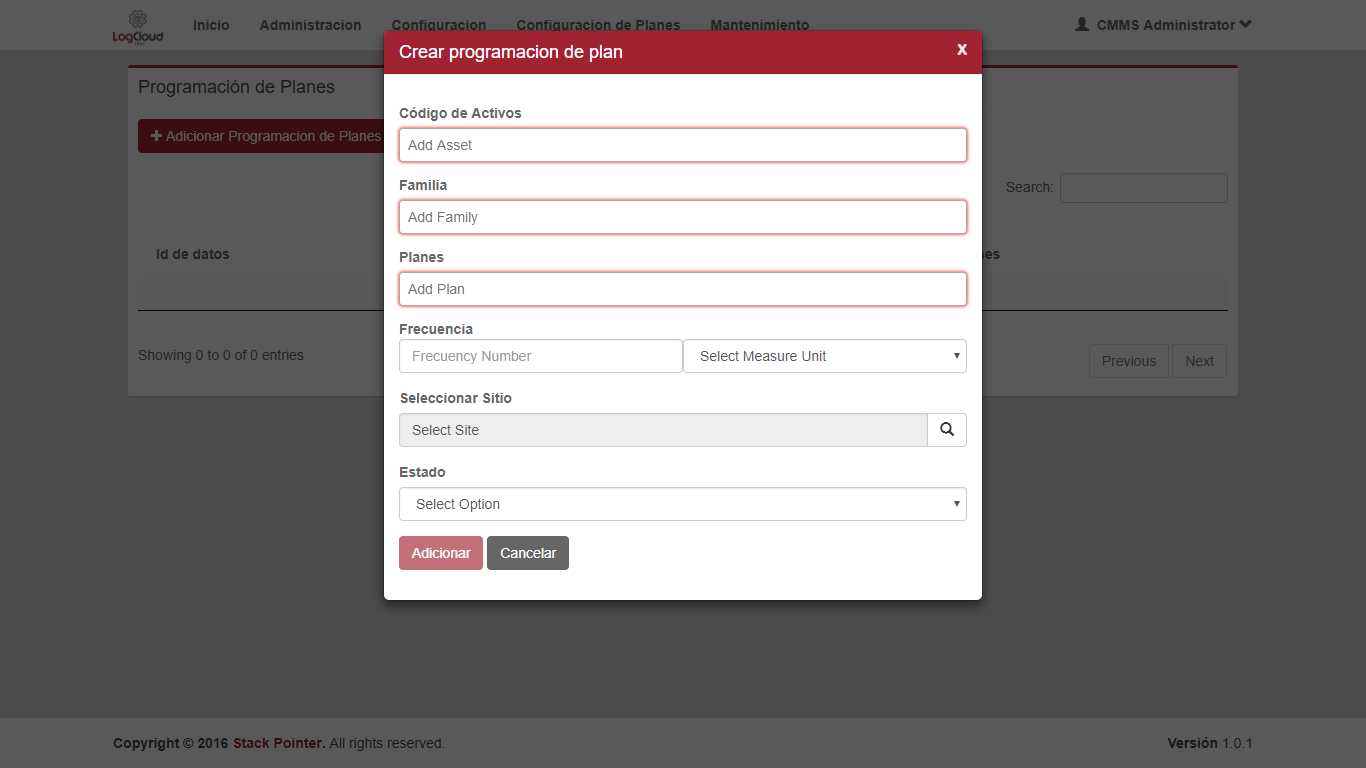 LogCloud
Inicio Administracion Configuracion Configuracion de Planes Mantenimiento CMMS Administrator
Crear programacion de plan x
Programación de Planes
Adicionar Programacion de Planes
Search:
Id de datos
Showing 0 to 0 of 0 entries
Previous Next
Código de Activos
Add Asset
Familia
Add Family
Planes
Add Plan
Frecuencia
Frecuency Number Select Measure Unit
Seleccionar Sitio
Select Site
Estado
Select Option
Adicionar Cancelar
Copyright © 2016 Stack Pointer. All rights reserved. Versión 1.0.1